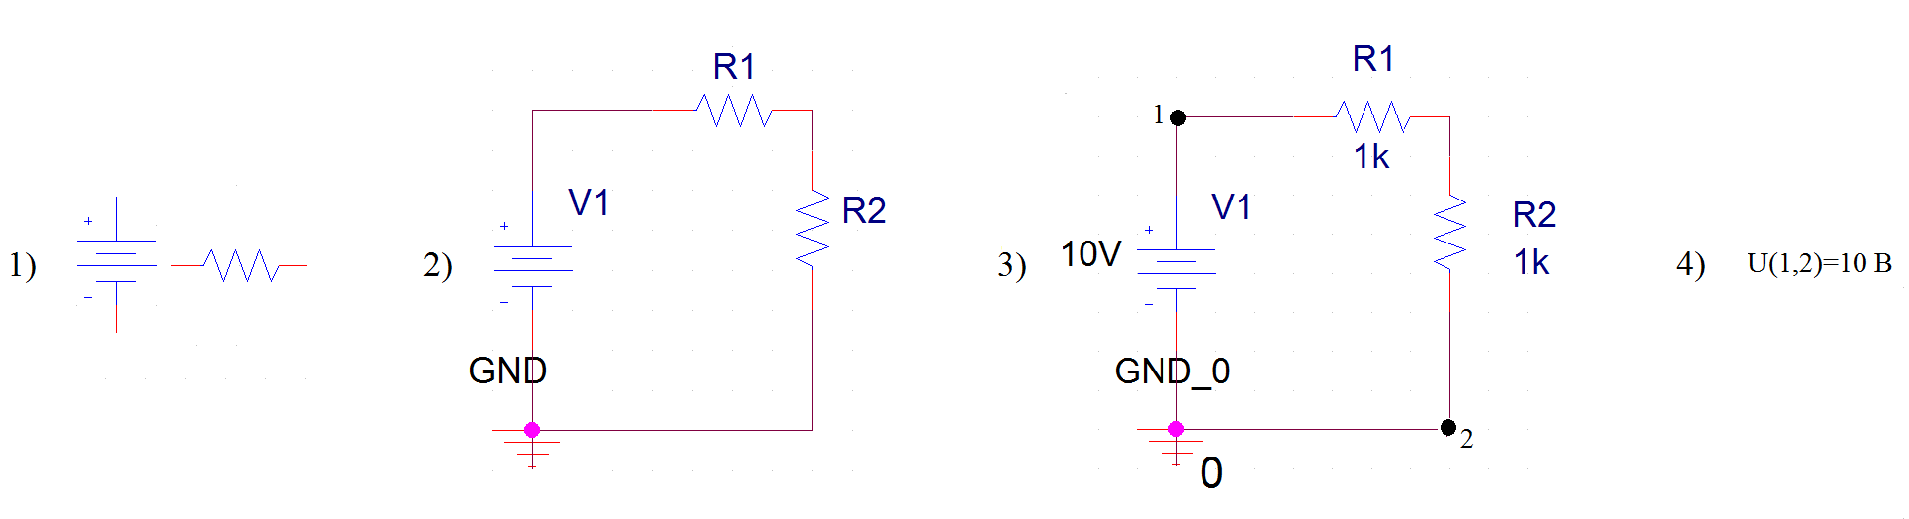 1)
+
-
2)
R1
V1
+
-
R2
GND
3)
1
R1
1k
10V
V1
+
-
R2
1k
GND_0
0
2
4)
U(1,2)=10 В